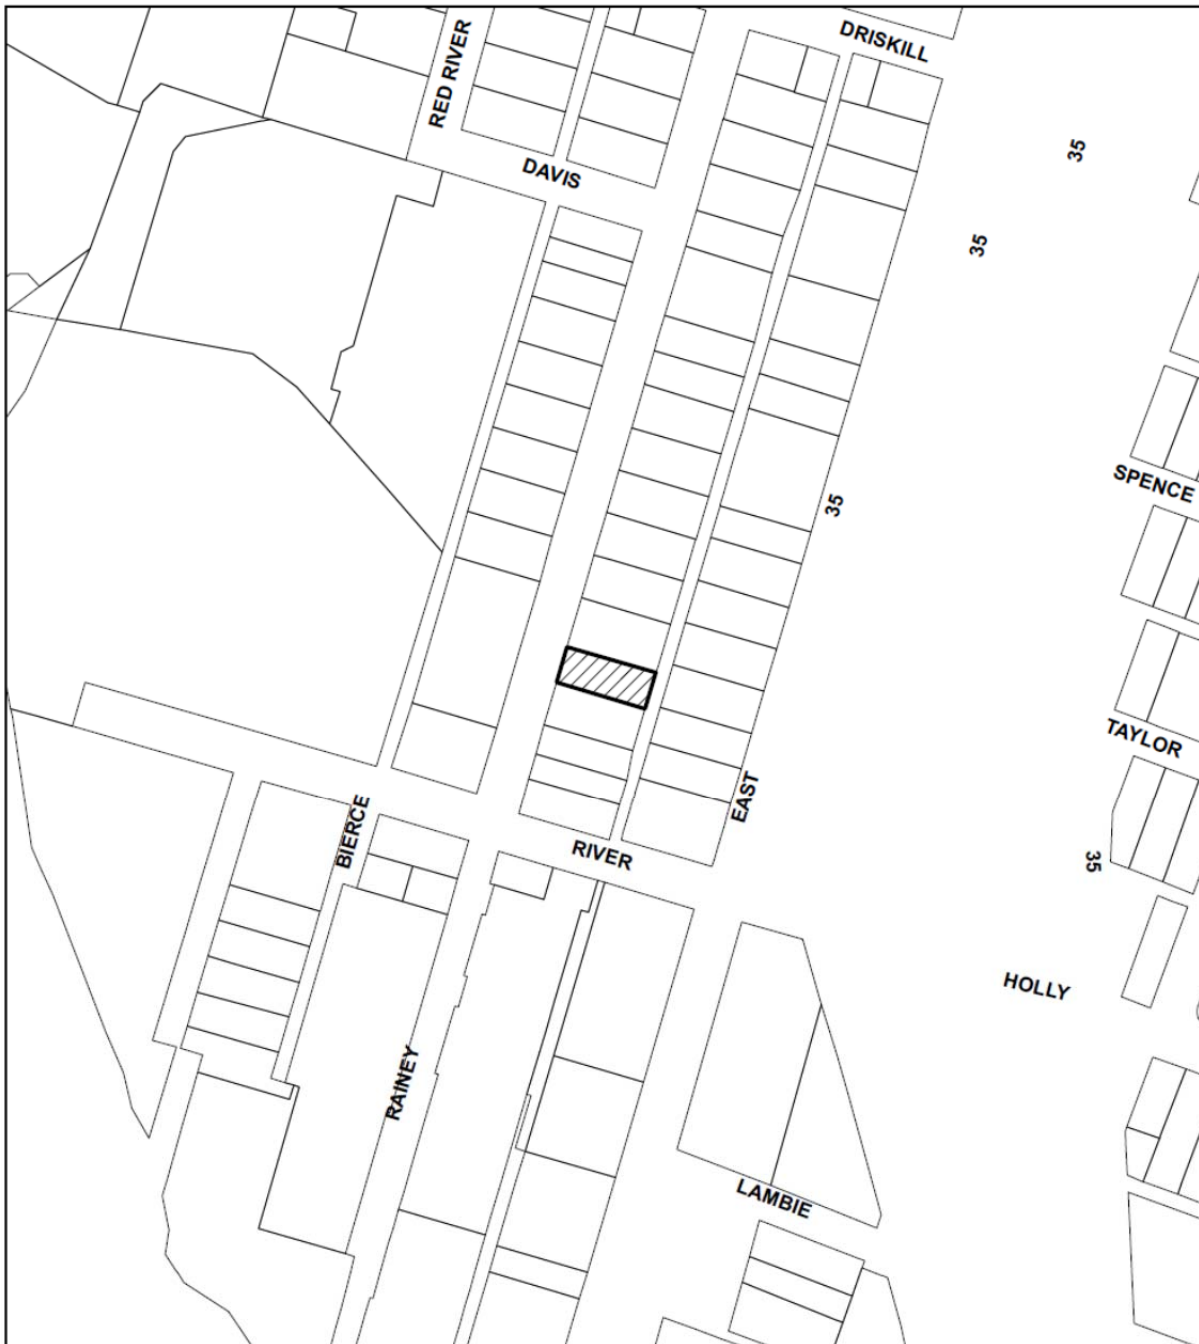 DRISKILL
RED RIVER
35
DAVIS
35
SPENCE
35
TAYLOR
EAST
BIERCE
RIVER
35
HOLLY
RAINEY
LAMBIE